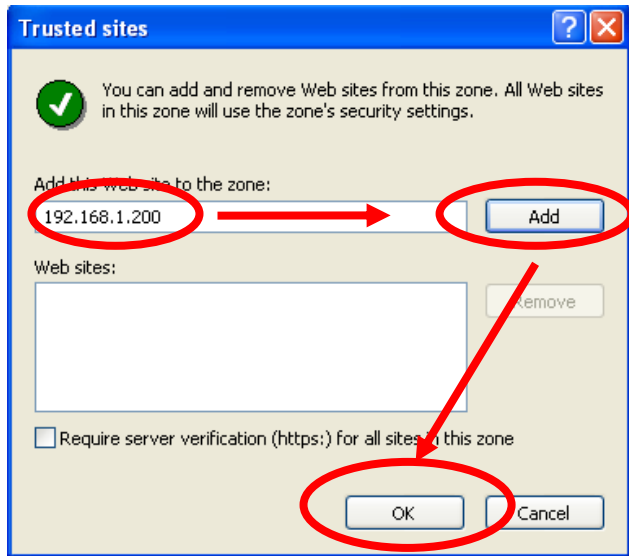 Trusted sites
You can add and remove Web sites from this zone. All Web sites
in this zone will use the zone's security settings.
Add this Web site to the zone:
192.168.1.200
Add
Web sites:
Remove
Require server verification (https:) for all sites in this zone
OK
Cancel